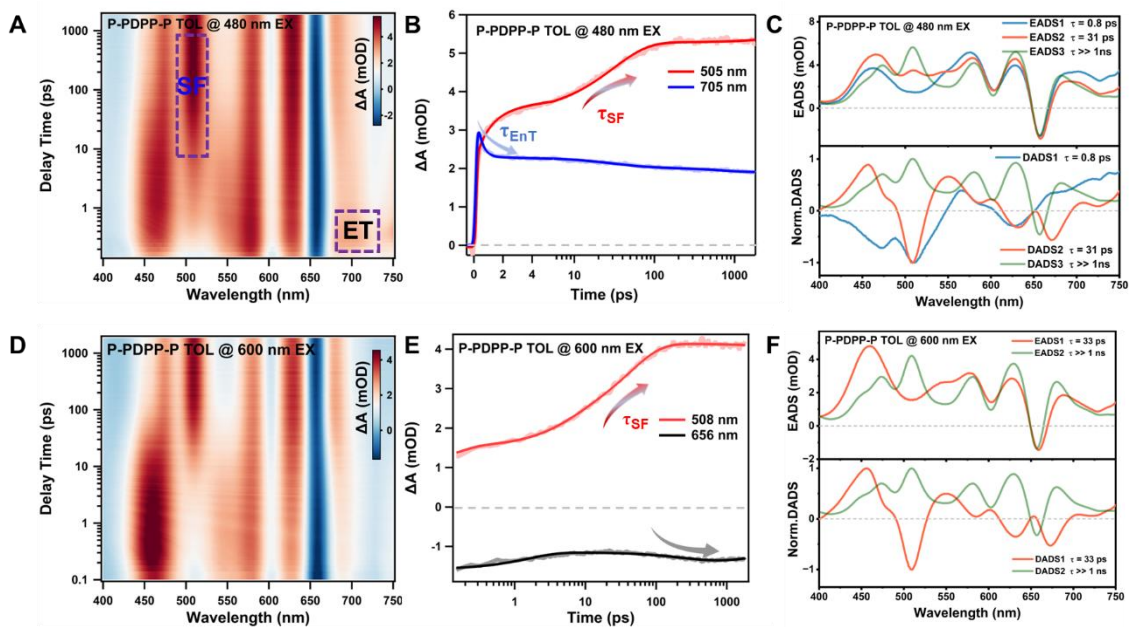 A
P-PDPP-P TOL @ 480 nm EX
SF
ET
1000
100
10
1
Delay Time (ps)
400 450 500 550 600 650 700 750
Wavelength (nm)
4
2
0
-2
ΔA (mOD)
B
P-PDPP-P TOL @ 480 nm EX
505 nm
705 nm
τSF
τEnT
6
5
4
3
2
1
0
ΔA (mOD)
0 2 4 10 100 1000
Time (ps)
C
P-PDPP-P TOL @ 480 nm EX
EADS1 τ = 0.8 ps
EADS2 τ = 31 ps
EADS3 τ >> 1ns
8
4
0
EADS (mOD)
DADS1 τ = 0.8 ps
DADS2 τ = 31 ps
DADS3 τ >> 1ns
1
0
-1
Norm.DADS
400 450 500 550 600 650 700 750
Wavelength (nm)
D
P-PDPP-P TOL @ 600 nm EX
1000
100
10
1
0.1
Delay Time (ps)
400 450 500 550 600 650 700 750
Wavelength (nm)
4
2
0
ΔA (mOD)
E
P-PDPP-P TOL @ 600 nm EX
τSF
508 nm
656 nm
4
3
2
1
0
-1
ΔA (mOD)
1 10 100 1000
Time (ps)
F
P-PDPP-P TOL @ 600 nm EX
EADS1 τ = 33 ps
EADS2 τ >> 1 ns
6
4
2
0
−2
EADS (mOD)
1
0
-1
Norm.DADS
DADS1 τ = 33 ps
DADS2 τ >> 1 ns
400 450 500 550 600 650 700 750
Wavelength (nm)